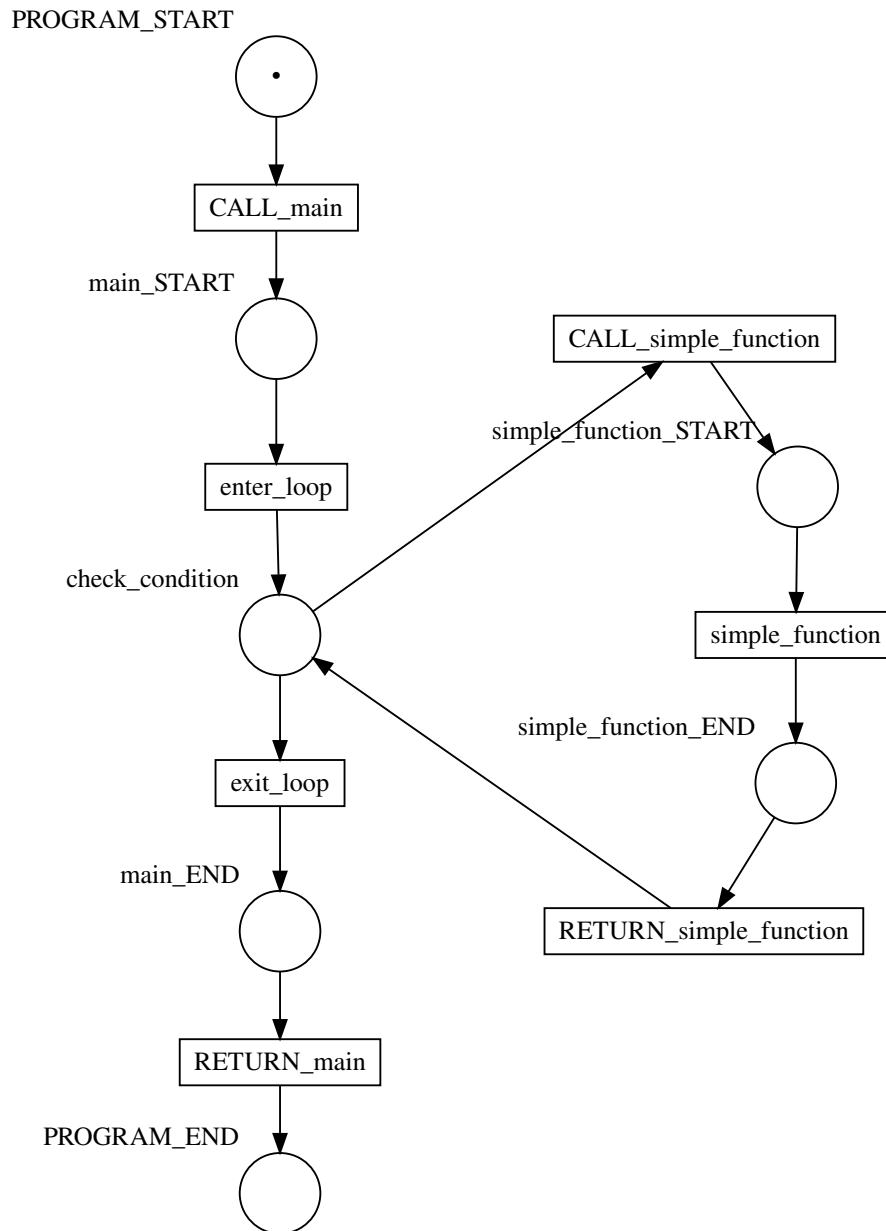 PROGRAM_START
CALL_main
main_START
CALL_simple_function
simple_function_START
enter_loop
check_condition
simple_function
simple_function_END
exit_loop
main_END
RETURN_simple_function
RETURN_main
PROGRAM_END